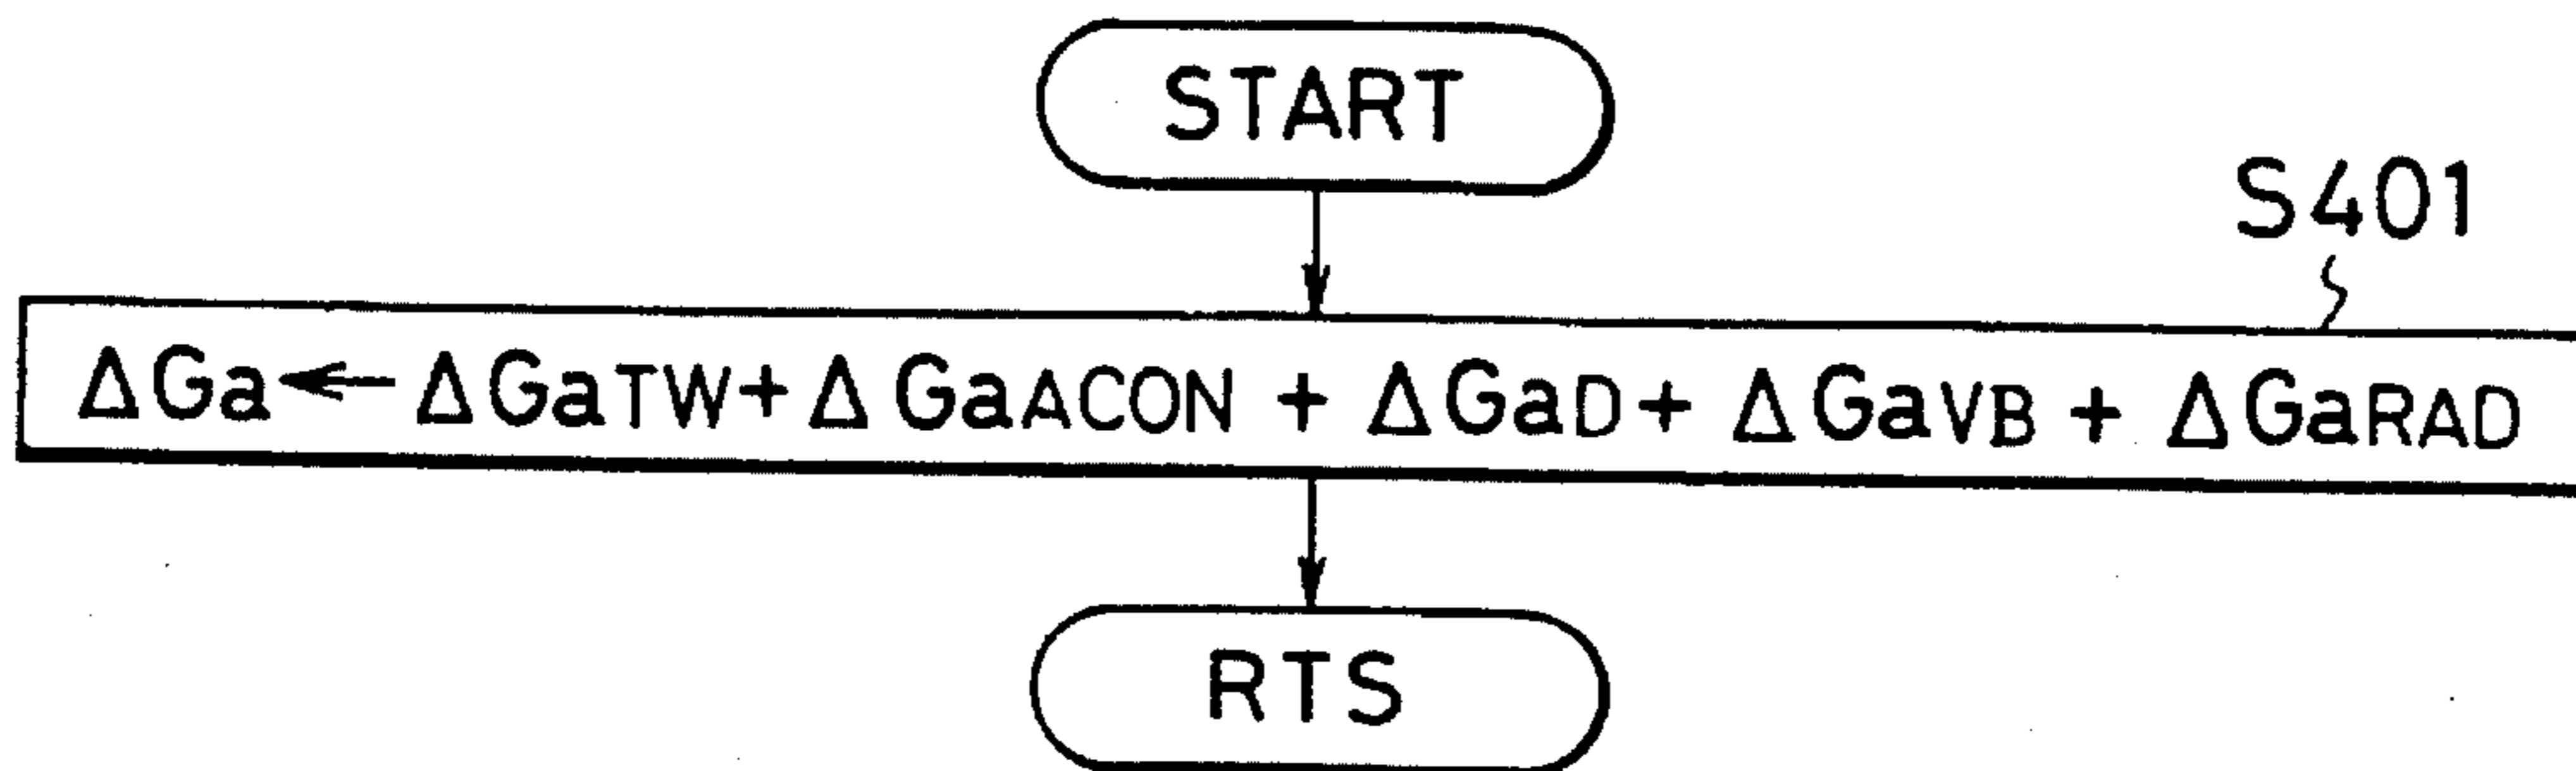 START
S401
ΔGa←ΔGaTW+ΔGaACON+ΔGaD+ΔGaVB+ΔGaRAD
RTS